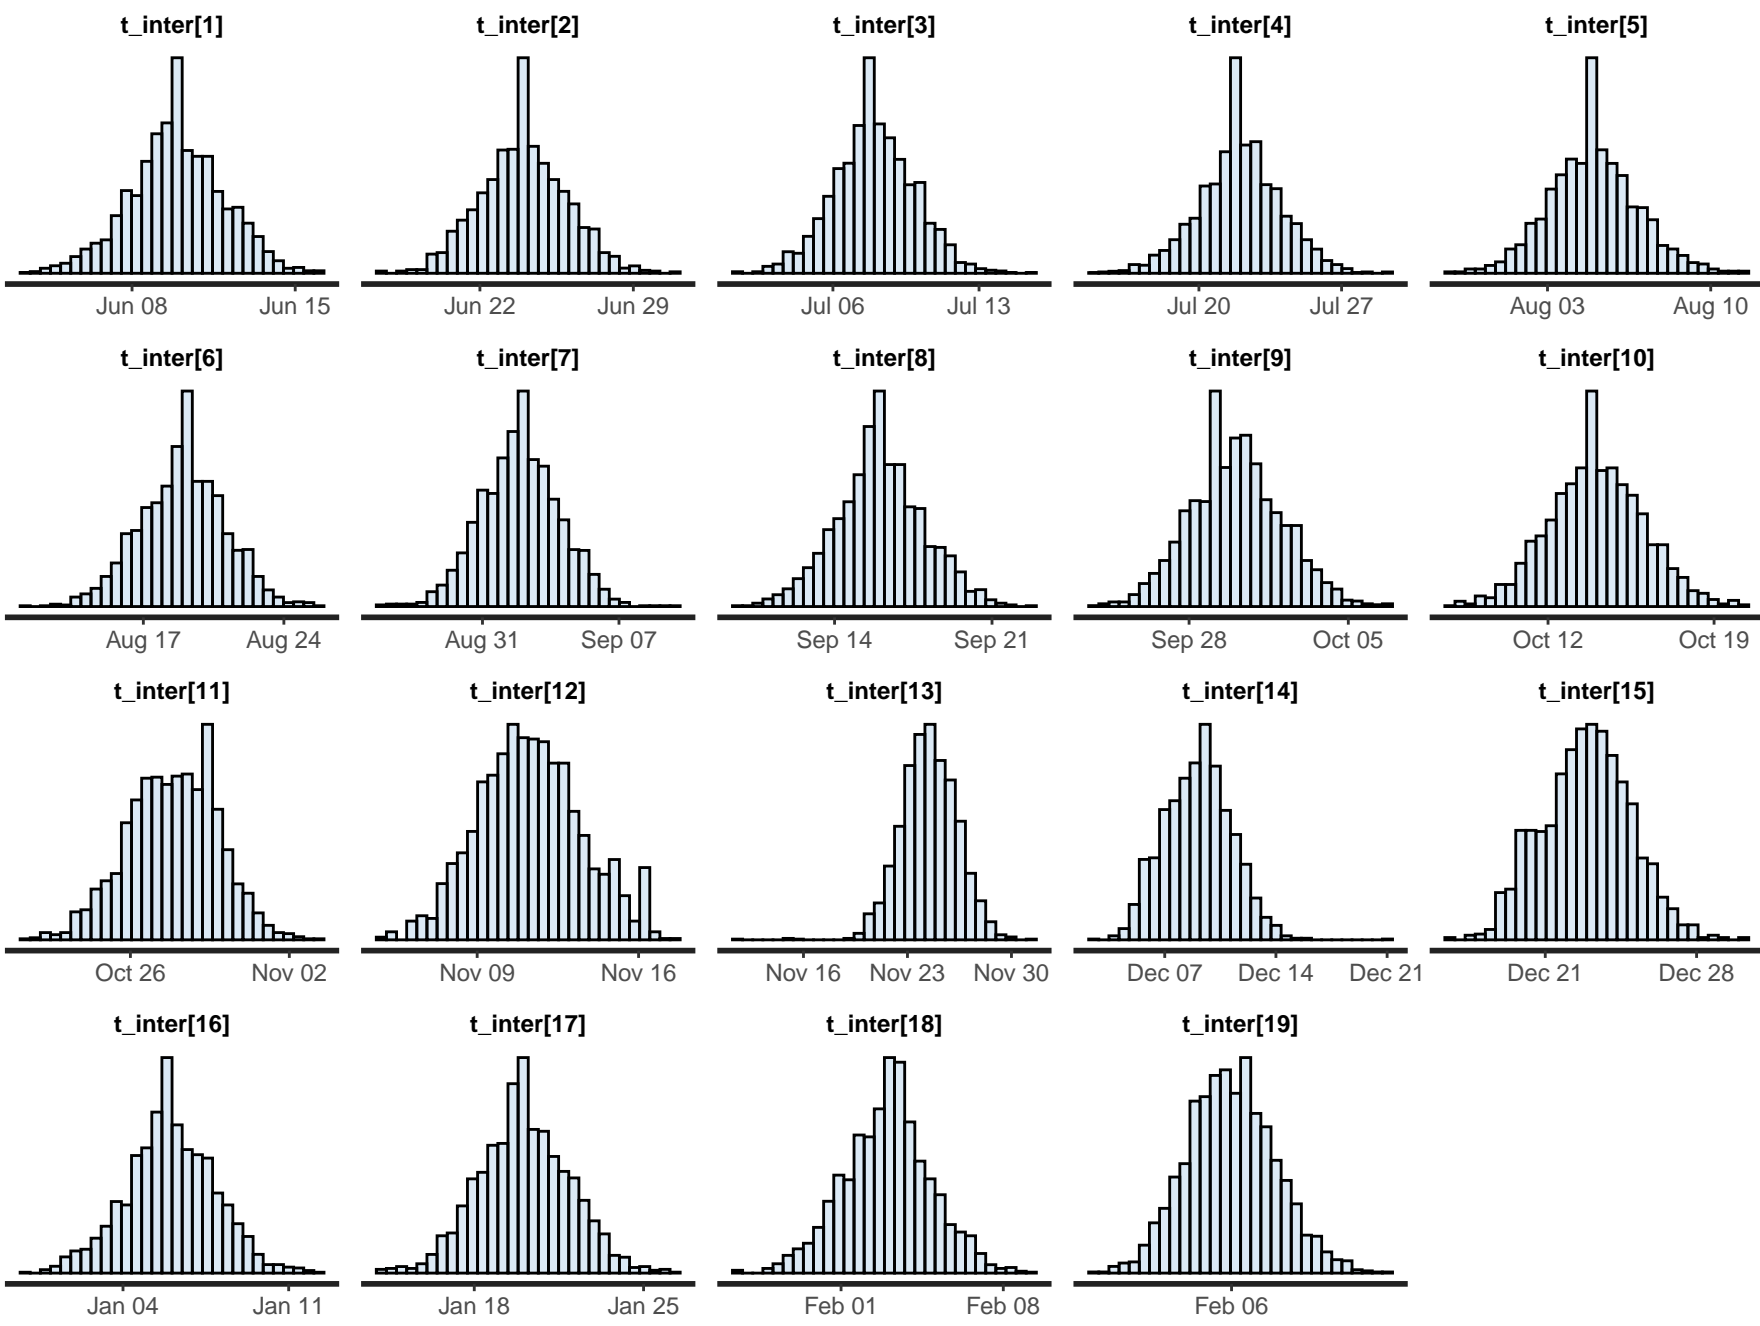 t_inter[1] t_inter[2] t_inter[3] t_inter[4] t_inter[5]
Jun 08 Jun 15 Jun 22 Jun 29 Jul 06 Jul 13 Jul 20 Jul 27 Aug 03 Aug 10
t_inter[6] t_inter[7] t_inter[8] t_inter[9] t_inter[10]
Aug 17 Aug 24 Aug 31 Sep 07 Sep 14 Sep 21 Sep 28 Oct 05 Oct 12 Oct 19
t_inter[11] t_inter[12] t_inter[13] t_inter[14] t_inter[15]
Oct 26 Nov 02 Nov 09 Nov 16 Nov 16 Nov 23 Nov 30 Dec 07 Dec 14 Dec 21 Dec 21 Dec 28
t_inter[16] t_inter[17] t_inter[18] t_inter[19]
Jan 04 Jan 11 Jan 18 Jan 25 Feb 01 Feb 08 Feb 06